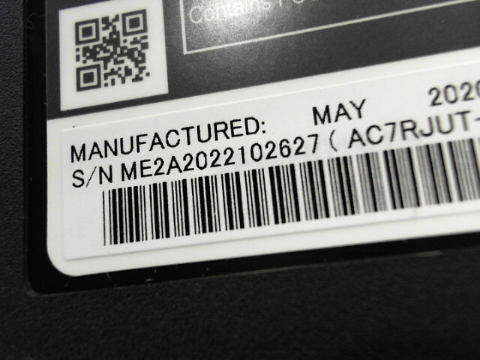 Contains
MANUFACTURED: MAY 2020
S/N ME2A2022102627 ( AC7RJUT-